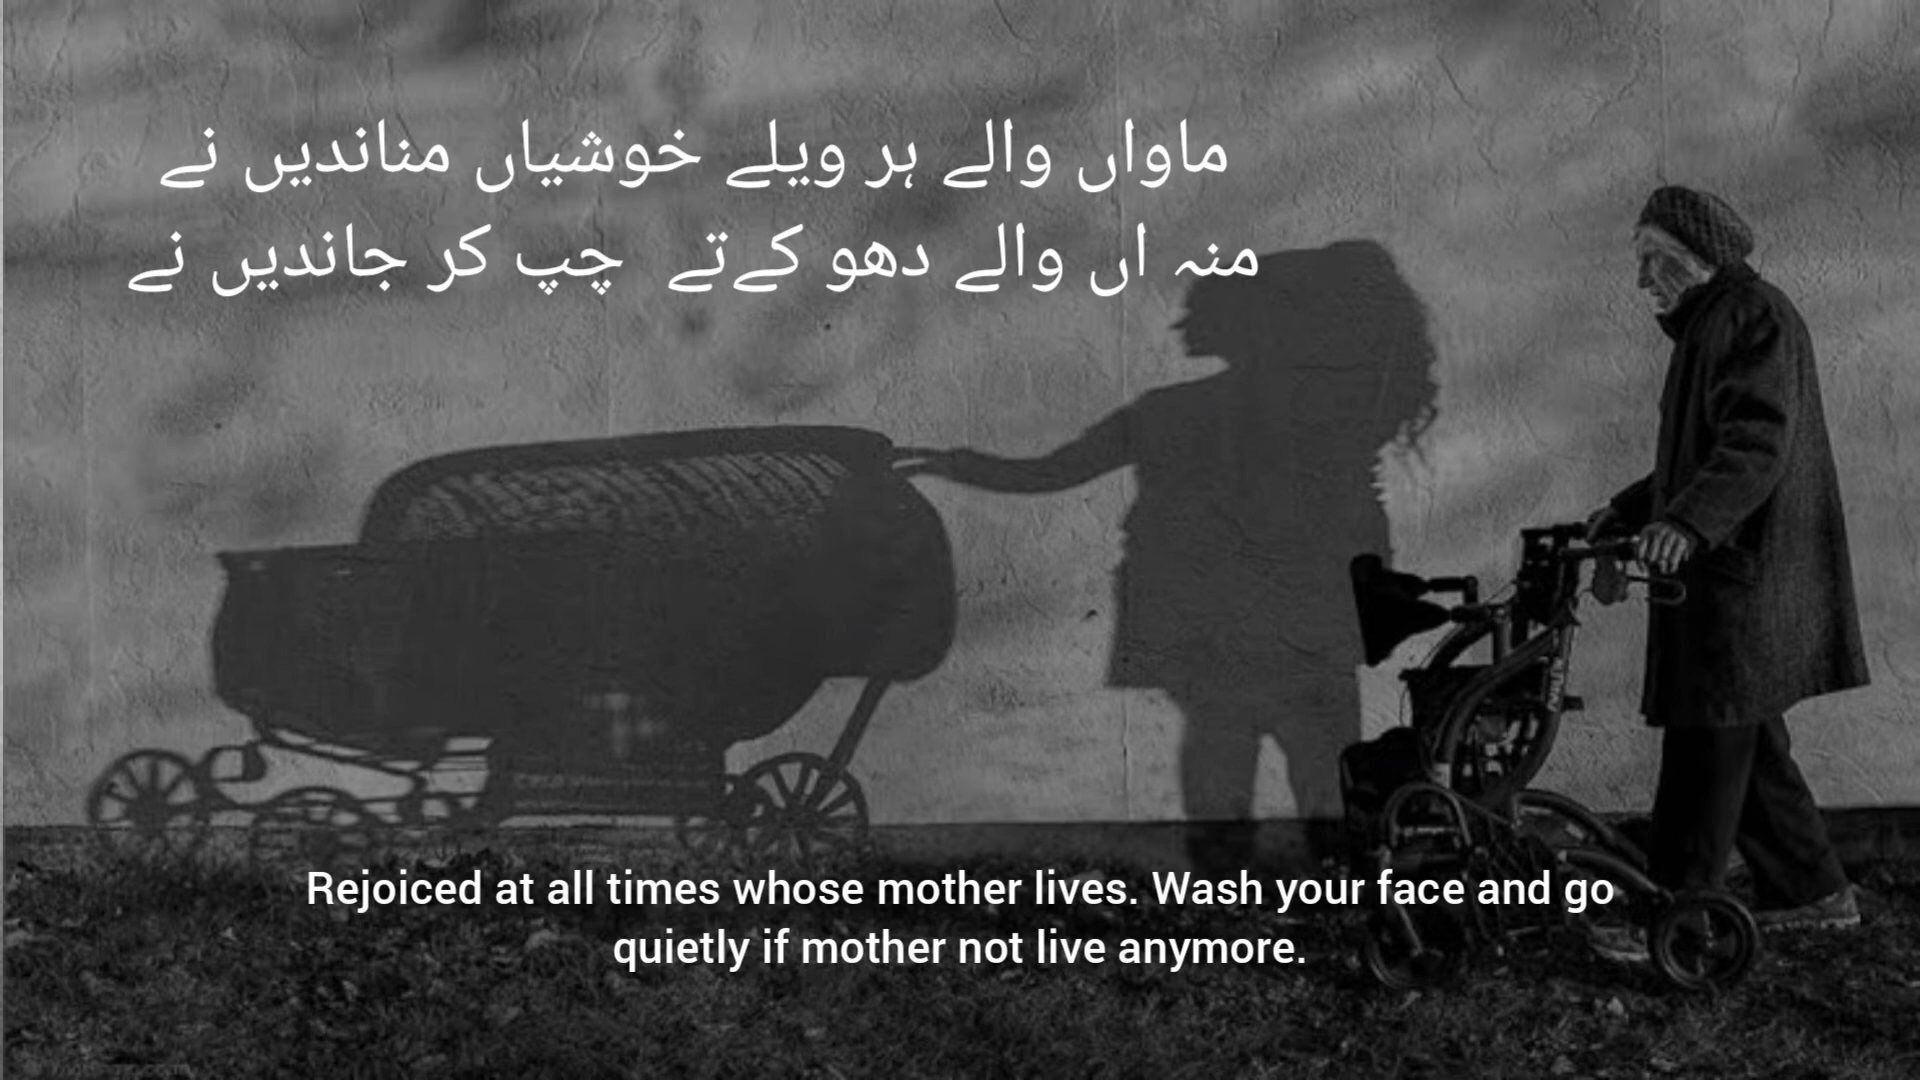 ماواں والے ہر ویلے خوشیاں مناندیں نے
منہ اں والے دھو کےتے چپ کر جاندیں نے
Rejoiced at all times whose mother lives. Wash your face and go
quietly if mother not live anymore.